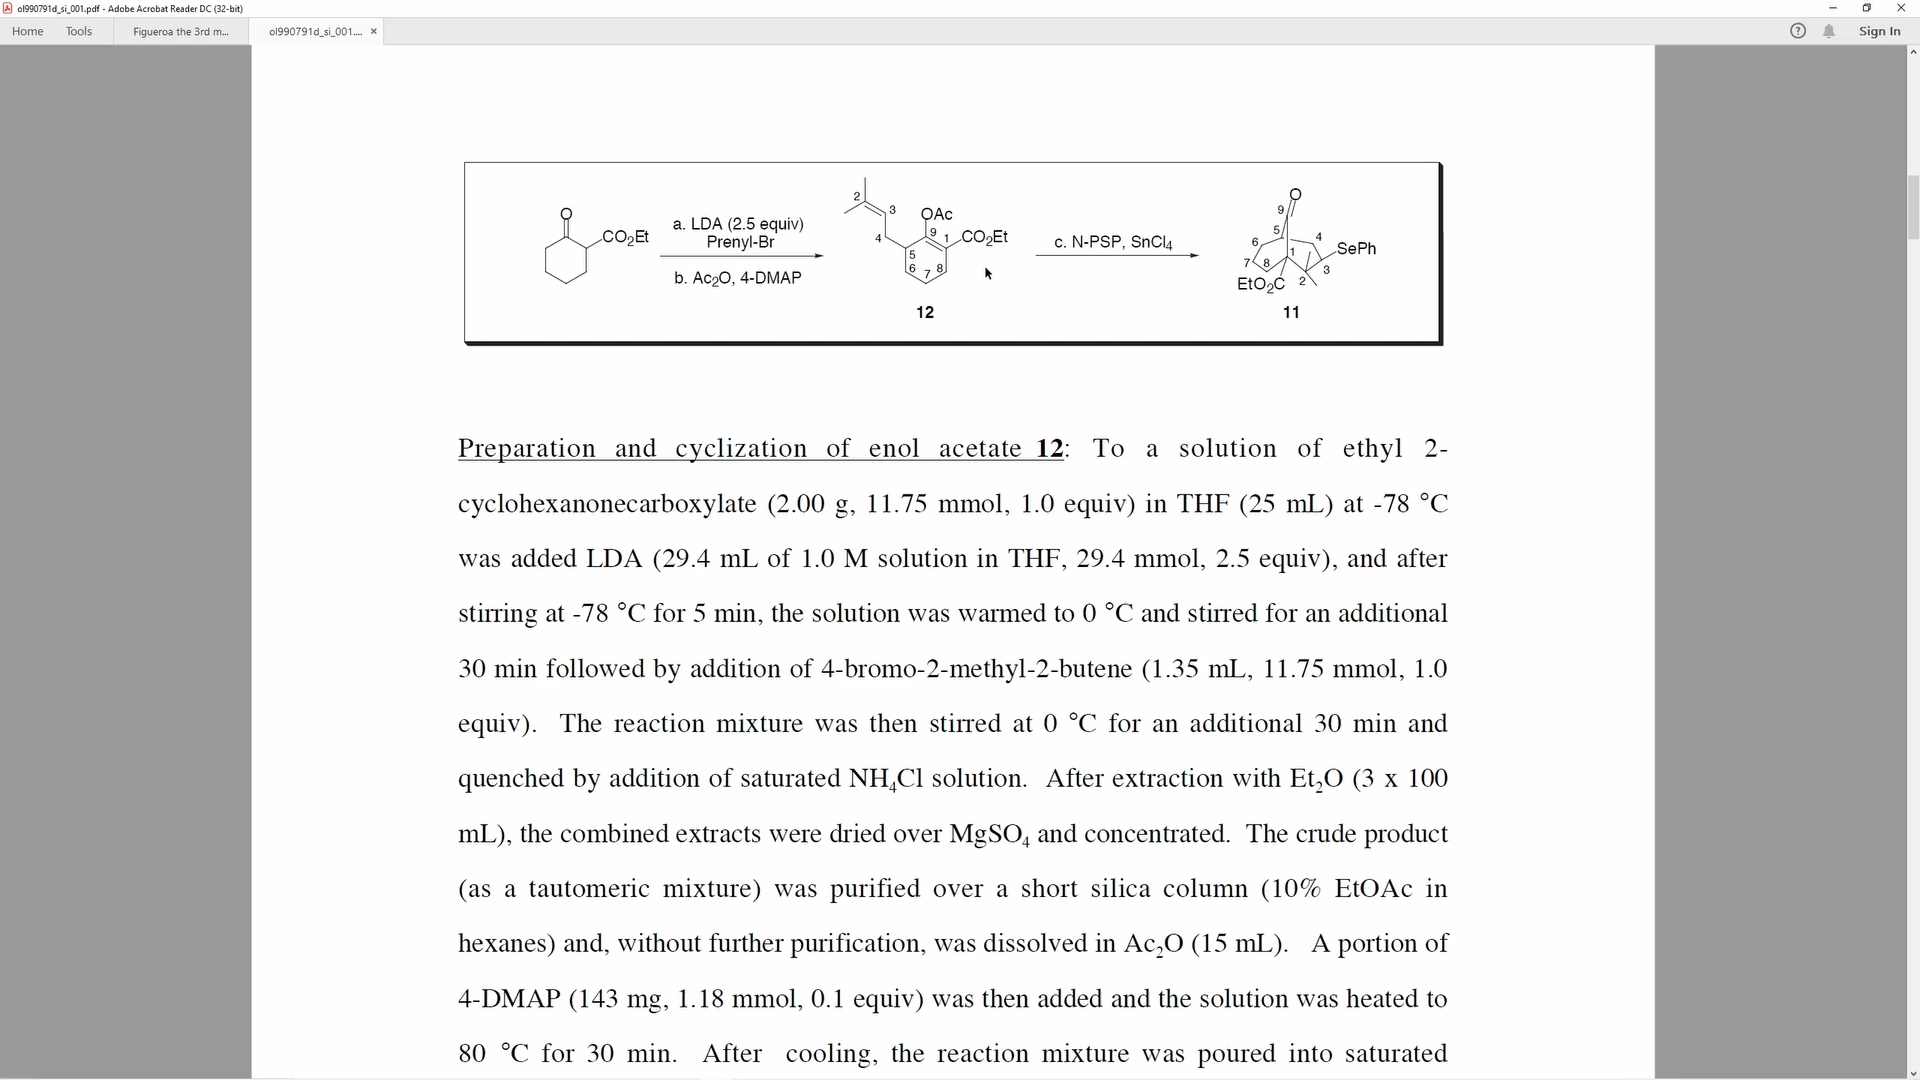 ol990791d_si_001.pdf - Adobe Acrobat Reader DC (32-bit)
Home Tools Figueroa the 3rd m... ol990791d_si_001.... × Sign In
O
CO2Et
a. LDA (2.5 equiv)
Prenyl-Br
b. Ac2O, 4-DMAP
2
3
4
OAc
9
1
CO2Et
5
6
7
8
12
c. N-PSP, SnCl4
O
9
5
4
6
SePh
1
7
8
3
EtO2C
2
11
Preparation and cyclization of enol acetate 12: To a solution of ethyl 2-
cyclohexanonecarboxylate (2.00 g, 11.75 mmol, 1.0 equiv) in THF (25 mL) at -78 °C
was added LDA (29.4 mL of 1.0 M solution in THF, 29.4 mmol, 2.5 equiv), and after
stirring at -78 °C for 5 min, the solution was warmed to 0 °C and stirred for an additional
30 min followed by addition of 4-bromo-2-methyl-2-butene (1.35 mL, 11.75 mmol, 1.0
equiv). The reaction mixture was then stirred at 0 °C for an additional 30 min and
quenched by addition of saturated NH4Cl solution. After extraction with Et2O (3 x 100
mL), the combined extracts were dried over MgSO4 and concentrated. The crude product
(as a tautomeric mixture) was purified over a short silica column (10% EtOAc in
hexanes) and, without further purification, was dissolved in Ac2O (15 mL). A portion of
4-DMAP (143 mg, 1.18 mmol, 0.1 equiv) was then added and the solution was heated to
80 °C for 30 min. After cooling, the reaction mixture was poured into saturated